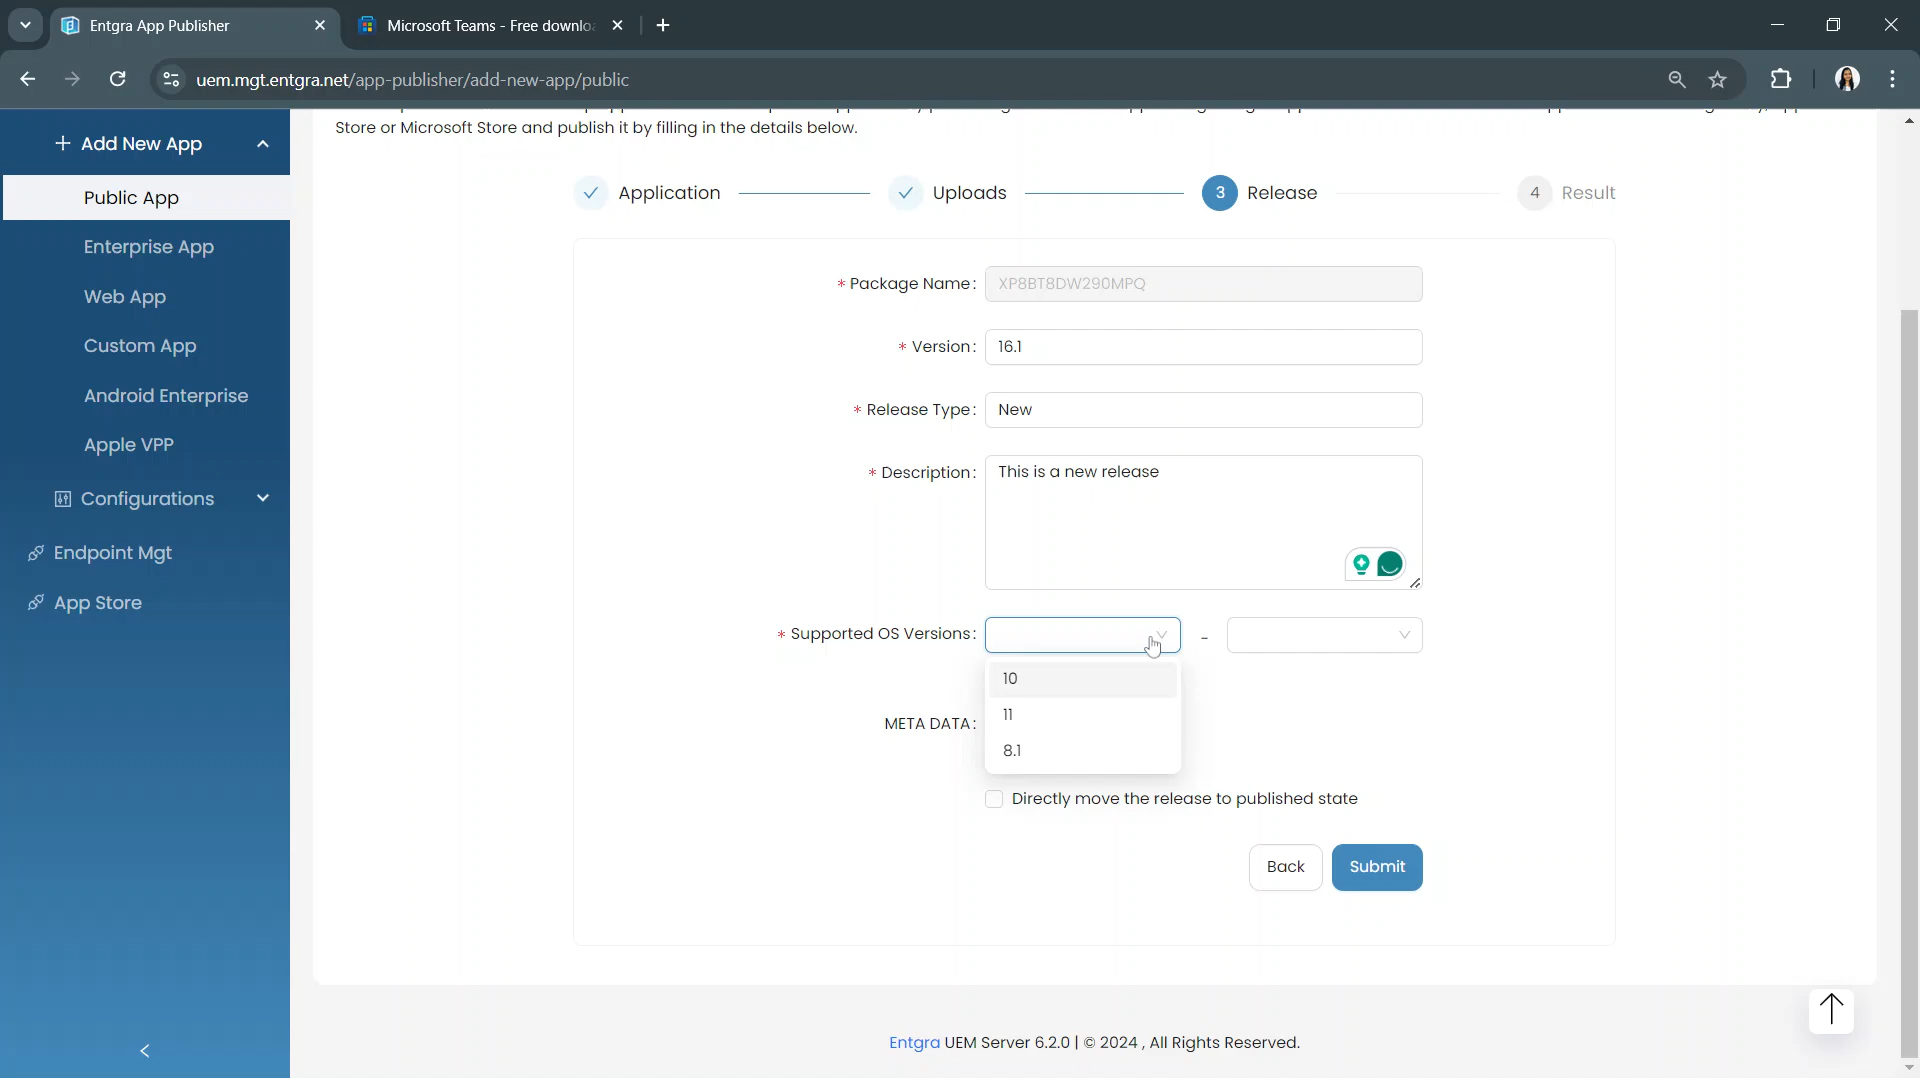 Entgra App Publisher
Microsoft Teams - Free downlo
uem.mgt.entgra.net/app-publisher/add-new-app/public
Add New App
Public App
Enterprise App
Web App
Custom App
Android Enterprise
Apple VPP
Configurations
Endpoint Mgt
App Store
Store or Microsoft Store and publish it by filling in the details below.
Application
Uploads
3 Release
4 Result
* Package Name: XP8BT8DW290MPQ
* Version: 16.1
* Release Type: New
* Description: This is a new release
* Supported OS Versions: -
10
11
8.1
META DATA:
Directly move the release to published state
Back Submit
Entgra UEM Server 6.2.0 | © 2024 , All Rights Reserved.